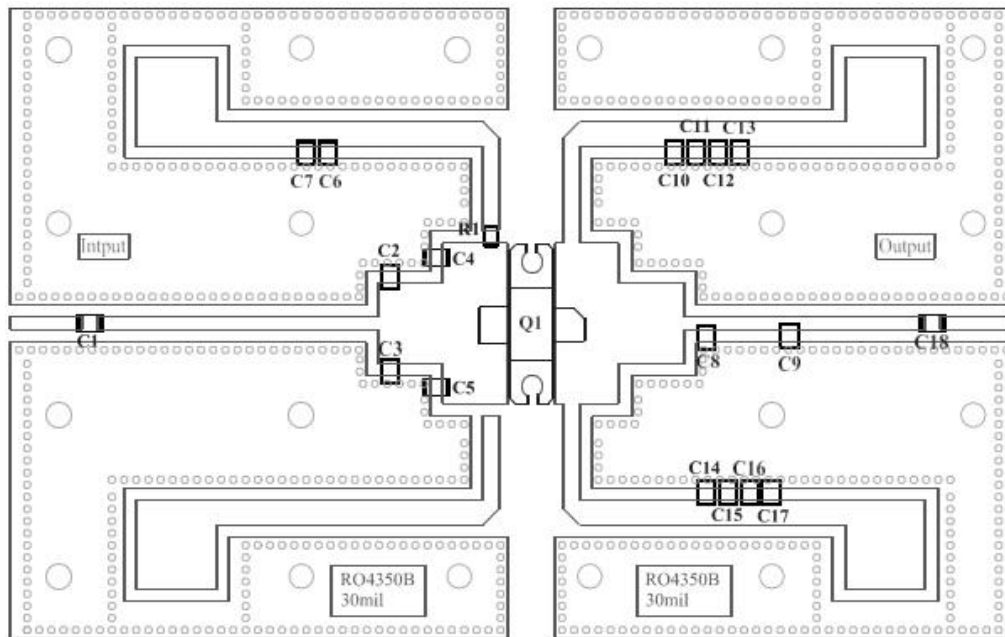 C11 C13
C7 C6
C10 C12
R1
Intput
Output
C2
C4
Q1
C1
C3
C8
C9
C18
C5
C14 C16
C15 C17
RO4350B
30mil
RO4350B
30mil